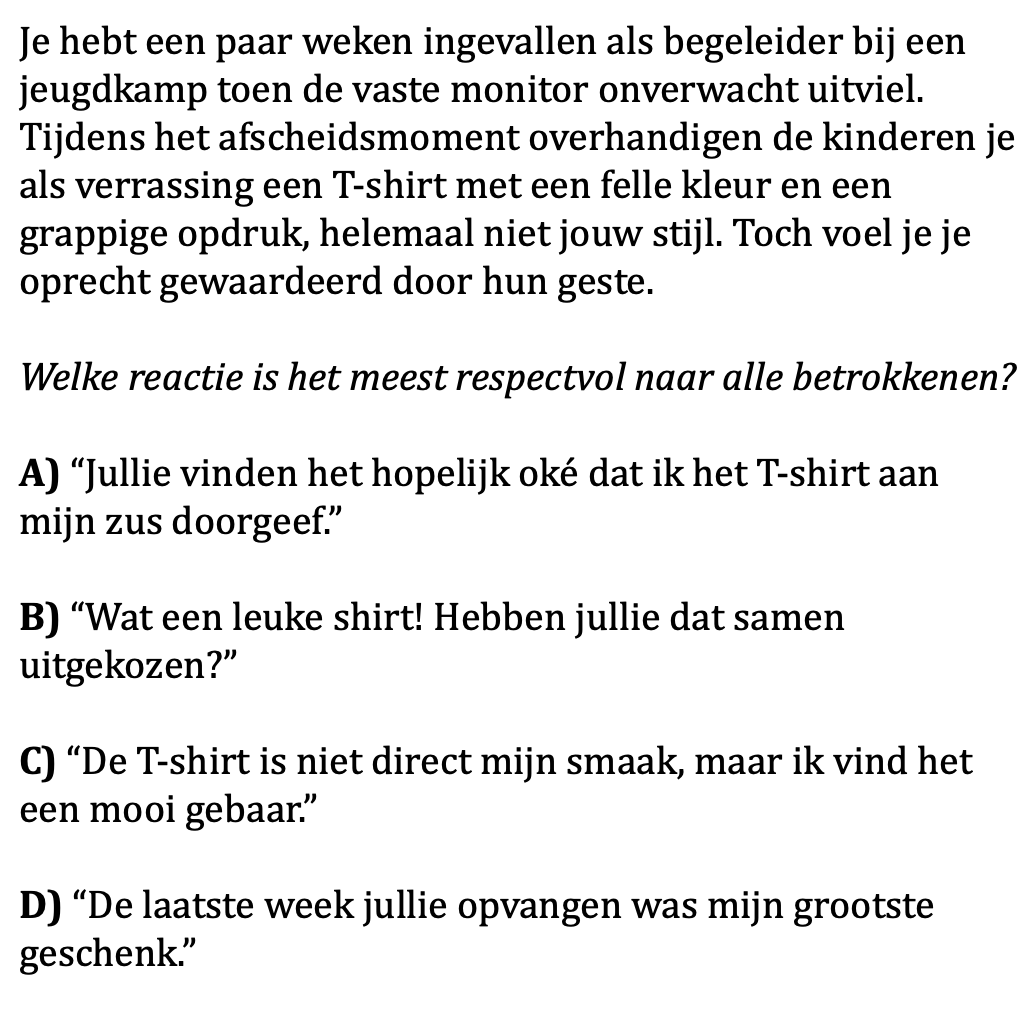 Je hebt een paar weken ingevallen als begeleider bij een
jeugdkamp toen de vaste monitor onverwacht uitviel.
Tijdens het afscheidsmoment overhandigen de kinderen je
als verrassing een T-shirt met een felle kleur en een
grappige opdruk, helemaal niet jouw stijl. Toch voel je je
oprecht gewaardeerd door hun geste.
Welke reactie is het meest respectvol naar alle betrokkenen?
A) “Jullie vinden het hopelijk oké dat ik het T-shirt aan
mijn zus doorgeef.”
B) “Wat een leuke shirt! Hebben jullie dat samen
uitgekozen?”
C) “De T-shirt is niet direct mijn smaak, maar ik vind het
een mooi gebaar.”
D) “De laatste week jullie opvangen was mijn grootste
geschenk.”